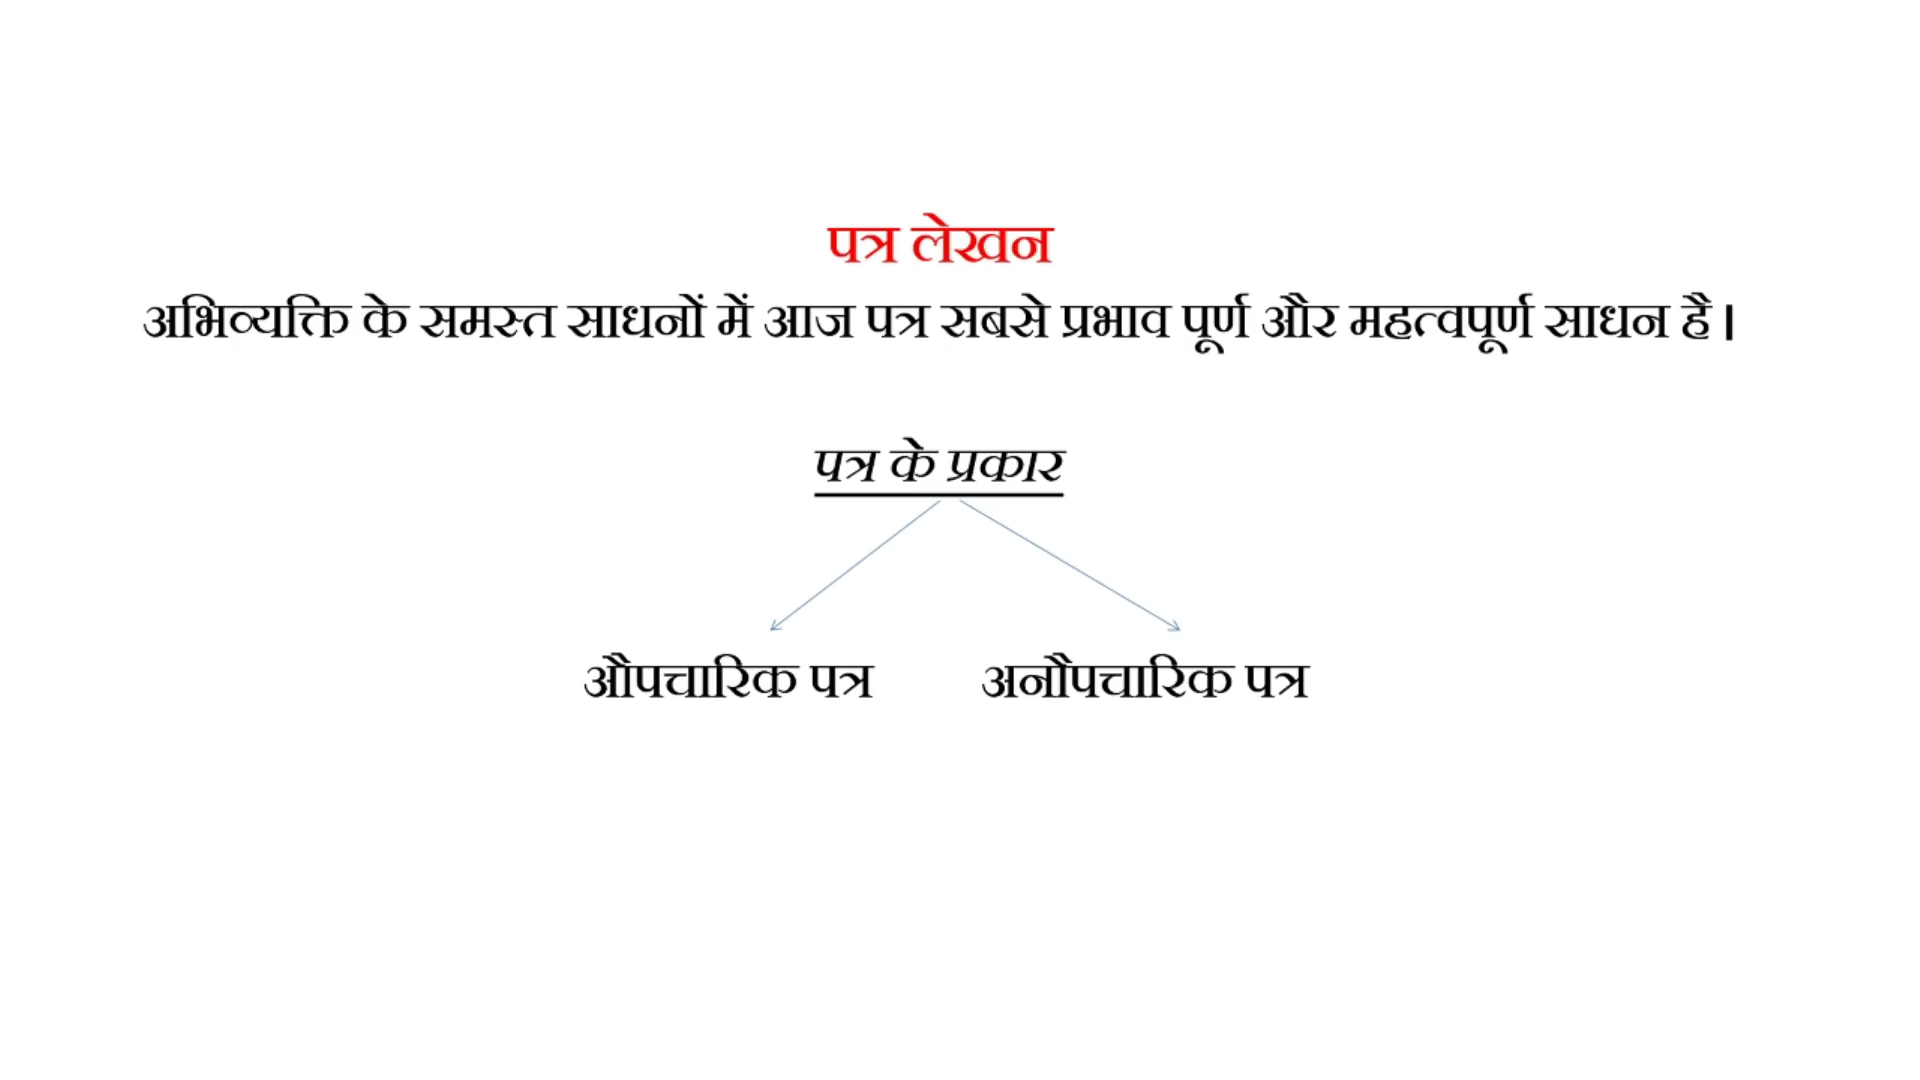 पत्र लेखन
अभिव्यक्ति के समस्त साधनों में आज पत्र सबसे प्रभाव पूर्ण और महत्वपूर्ण साधन है।
पत्र के प्रकार
औपचारिक पत्र अनौपचारिक पत्र